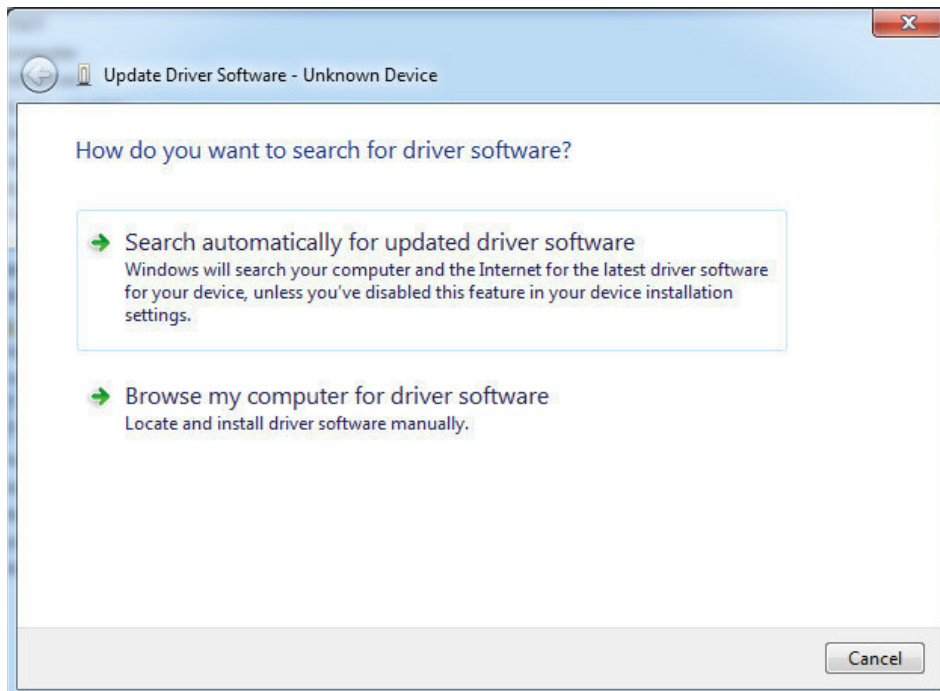 Update Driver Software - Unknown Device
How do you want to search for driver software?
Search automatically for updated driver software
Windows will search your computer and the Internet for the latest driver software
for your device, unless you've disabled this feature in your device installation
settings.
Browse my computer for driver software
Locate and install driver software manually.
Cancel